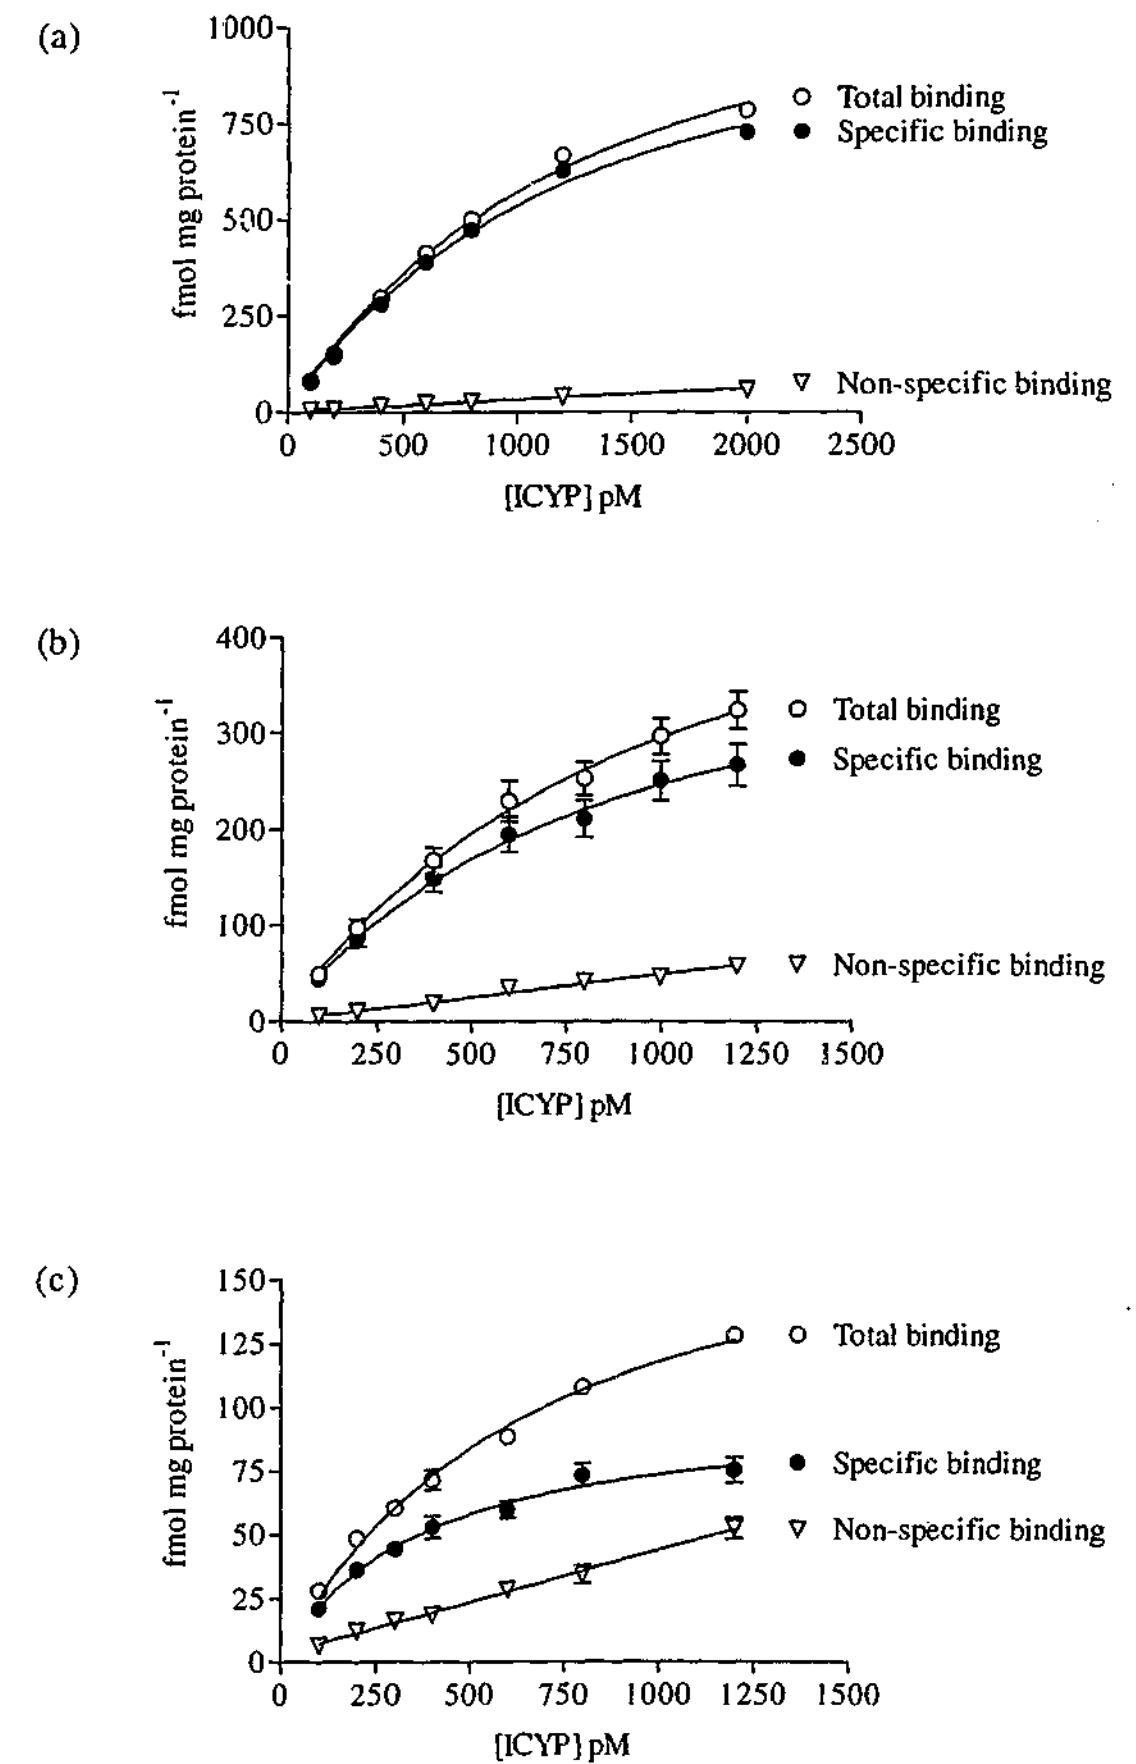 (a)
fmol mg protein-1
1000
750
500
250
0
0 500 1000 1500 2000 2500
[ICYP] pM
Total binding
Specific binding
Non-specific binding
(b)
fmol mg protein-1
400
300
200
100
0
0 250 500 750 1000 1250 1500
[ICYP] pM
Total binding
Specific binding
Non-specific binding
(c)
fmol mg protein-1
150
125
100
75
50
25
0
0 250 500 750 1000 1250 1500
[ICYP] pM
Total binding
Specific binding
Non-specific binding